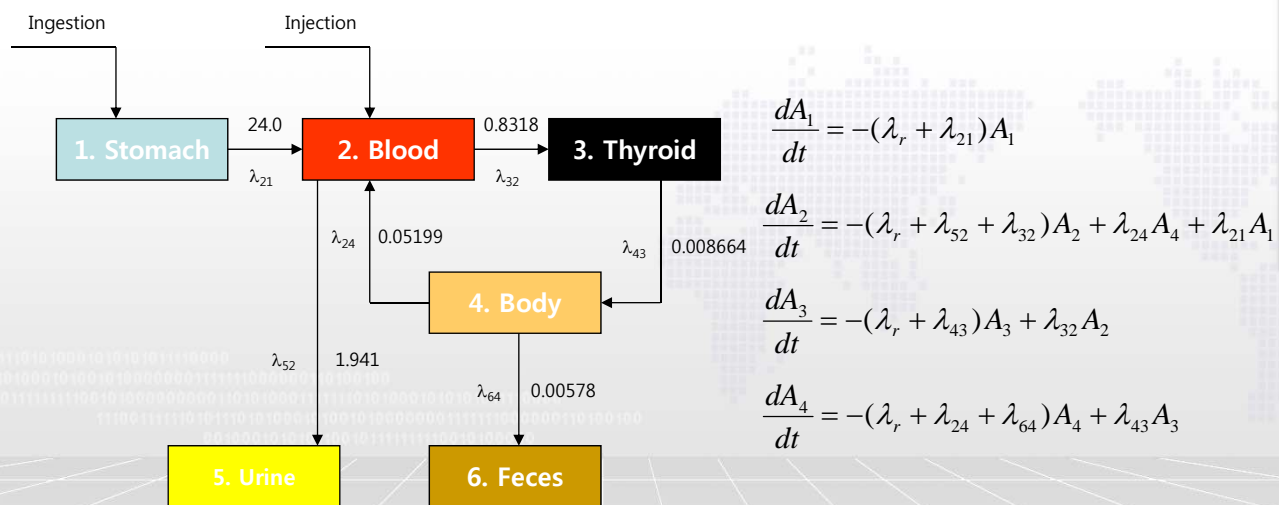 Ingestion
Injection
24.0
0.8318
1. Stomach
2. Blood
3. Thyroid
λ21
λ32
λ24
0.05199
λ43
0.008664
4. Body
λ52
1.941
λ64
0.00578
5. Urine
6. Feces
dA₁/dt = −(λᵣ + λ₂₁)A₁
dA₂/dt = −(λᵣ + λ₅₂ + λ₃₂)A₂ + λ₂₄A₄ + λ₂₁A₁
dA₃/dt = −(λᵣ + λ₄₃)A₃ + λ₃₂A₂
dA₄/dt = −(λᵣ + λ₂₄ + λ₆₄)A₄ + λ₄₃A₃